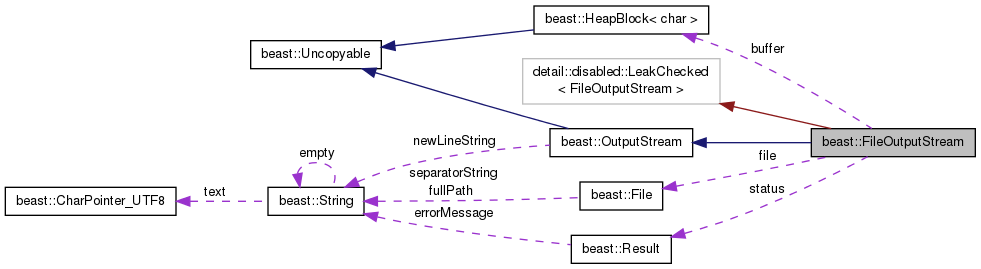 beast::HeapBlock< char >
buffer
beast::Uncopyable
detail::disabled::LeakChecked
< FileOutputStream >
newLineString
beast::OutputStream
beast::FileOutputStream
empty
separatorString
file
fullPath
status
beast::CharPointer_UTF8
text
beast::String
beast::File
errorMessage
beast::Result